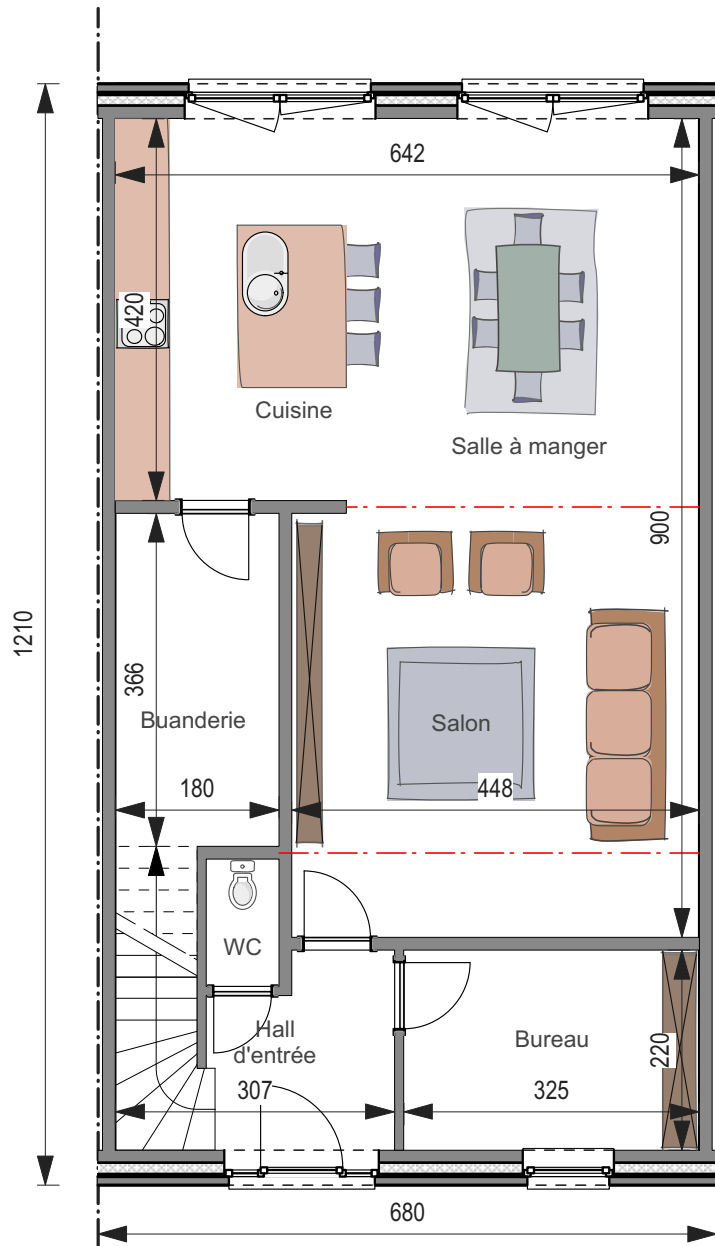 642
420
Cuisine
Salle à manger
900
1210
366
Buanderie
Salon
180
448
WC
Hall
d'entrée
Bureau
220
307
325
680